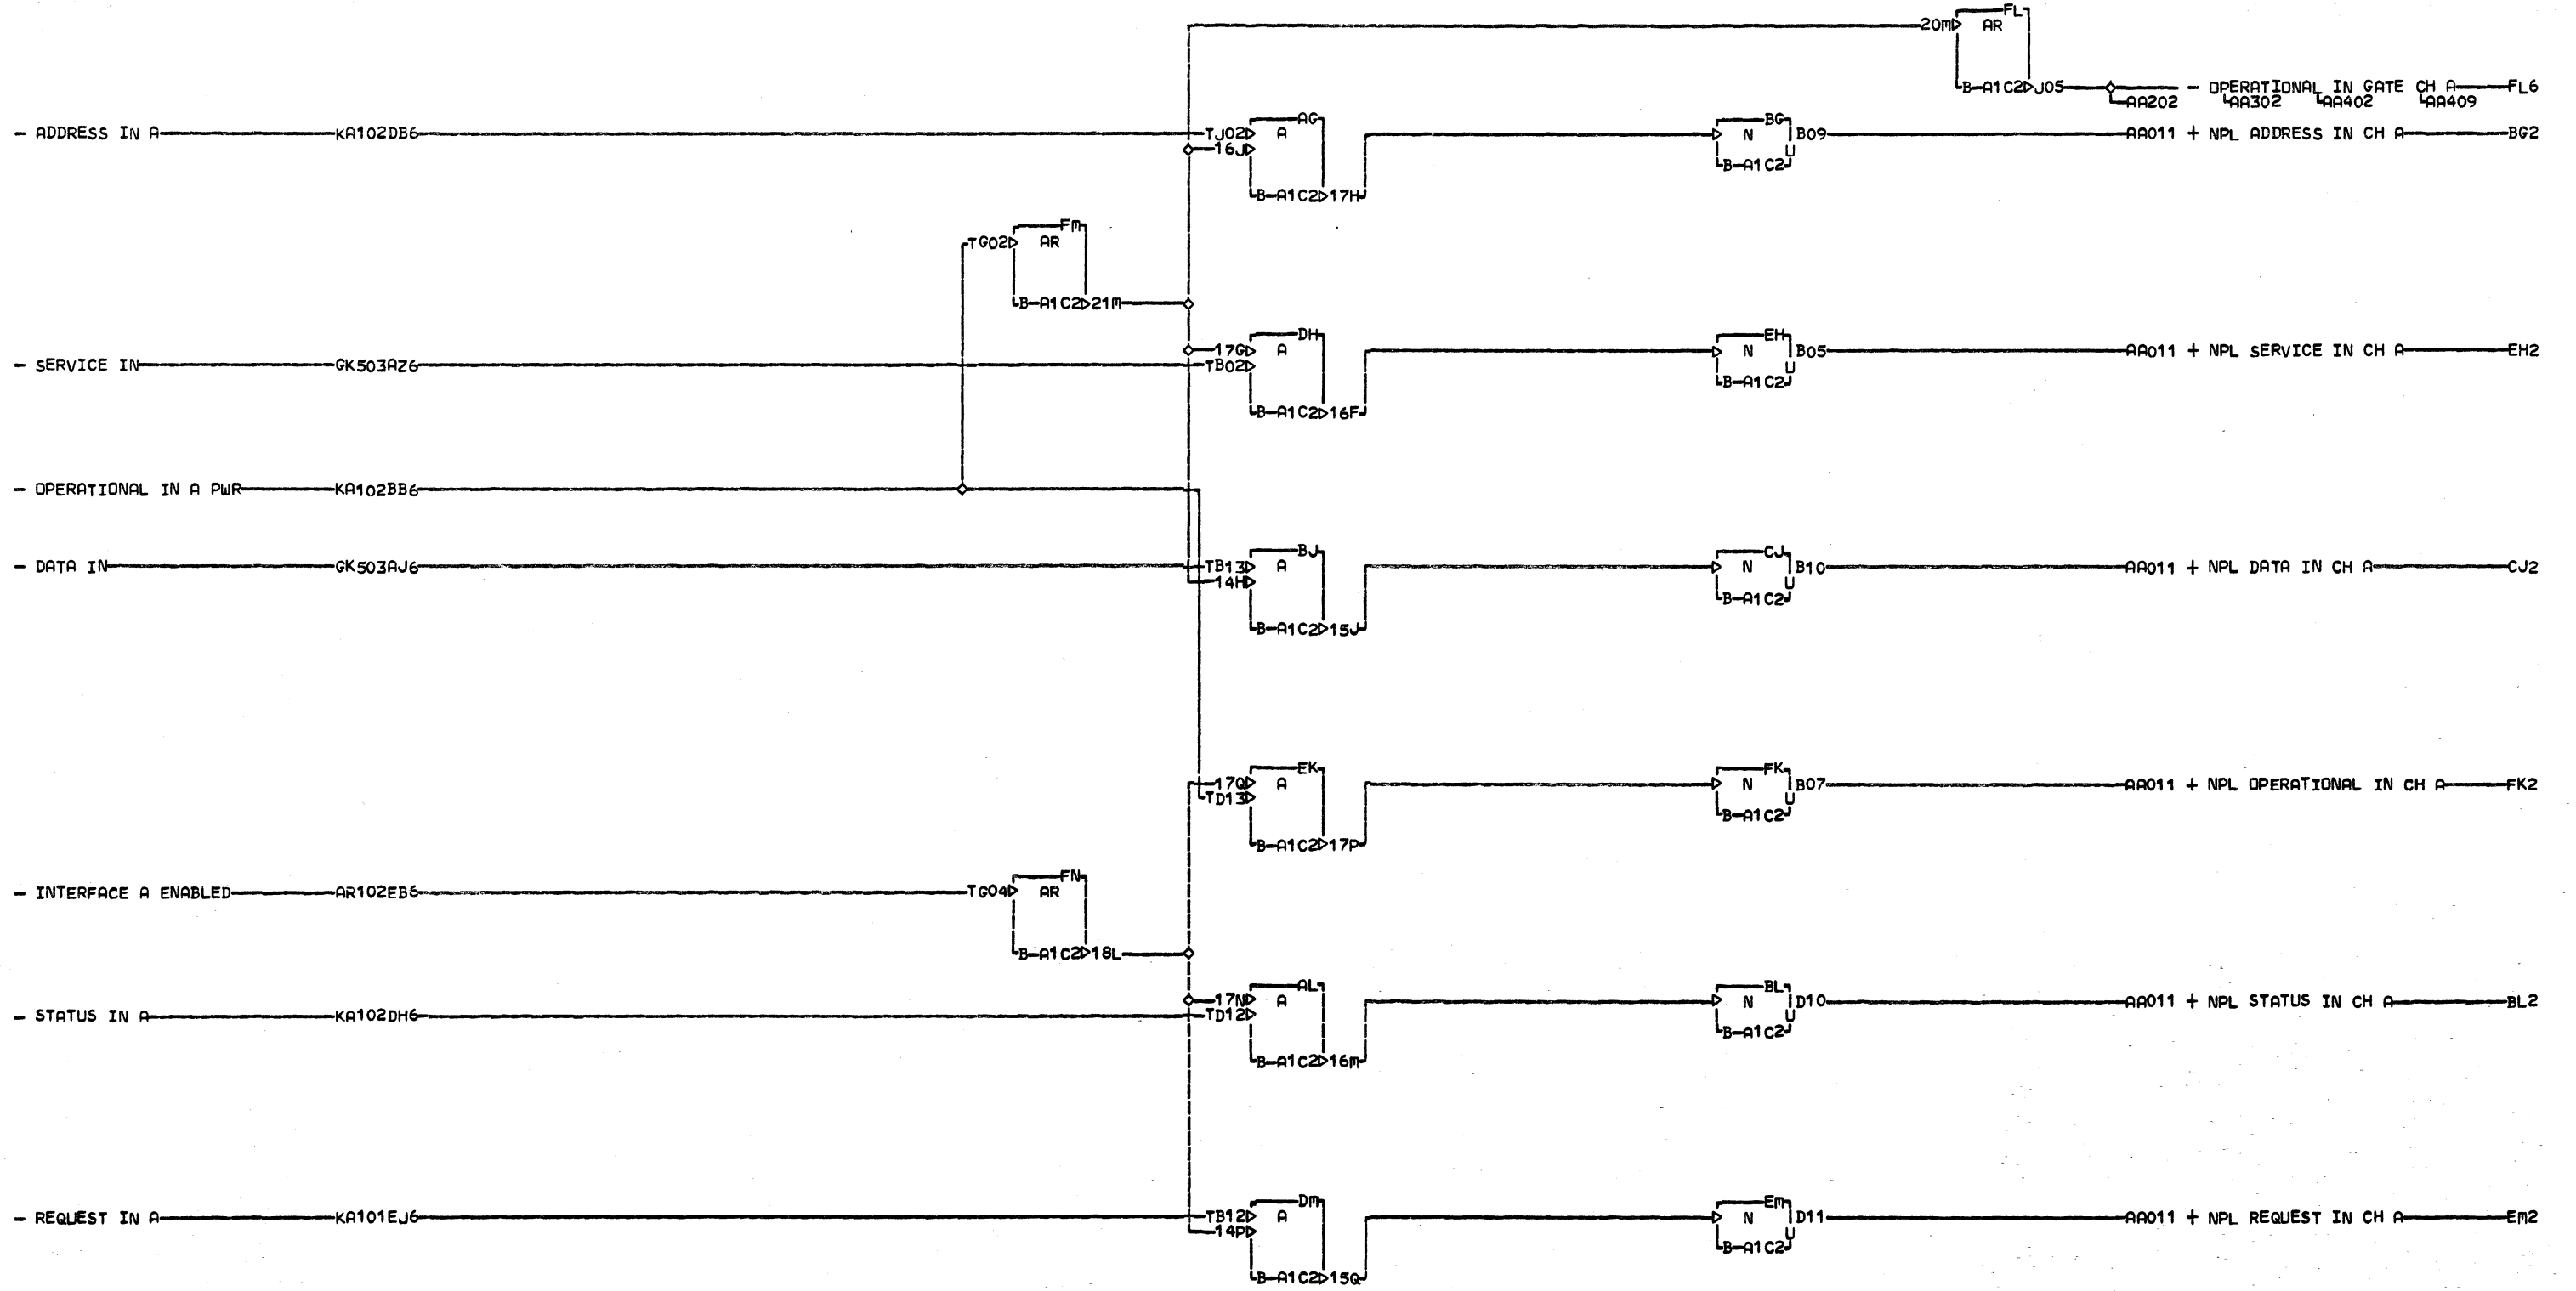 20m FL
AR
B-A1C2 J05 - OPERATIONAL IN GATE CH A FL6
AA202 AA302 AA402 AA409
- ADDRESS IN A KA102DB6 TJ02 A AG N BG B09 AA011 + NPL ADDRESS IN CH A BG2
16J U
B-A1C2
B-A1C2 17H
Fm
TG02 AR
B-A1C2 21m
DH EH
17G A N B05 AA011 + NPL SERVICE IN CH A EH2
- SERVICE IN GK503AZ6 TB02 U
B-A1C2
B-A1C2 16F
- OPERATIONAL IN A PWR KA102BB6
BJ CJ
- DATA IN GK503AJ6 TB13 A N B10 AA011 + NPL DATA IN CH A CJ2
14H U
B-A1C2
B-A1C2 15J
EK FK
17Q A N B07 AA011 + NPL OPERATIONAL IN CH A FK2
TD13 U
B-A1C2
B-A1C2 17P
FN
- INTERFACE A ENABLED AR102EB6 TG04 AR
B-A1C2 18L
AL BL
17N A N D10 AA011 + NPL STATUS IN CH A BL2
- STATUS IN A KA102DH6 TD12 U
B-A1C2
B-A1C2 16m
Dm Em
- REQUEST IN A KA101EJ6 TB12 A N D11 AA011 + NPL REQUEST IN CH A Em2
14P U
B-A1C2
B-A1C2 15Q